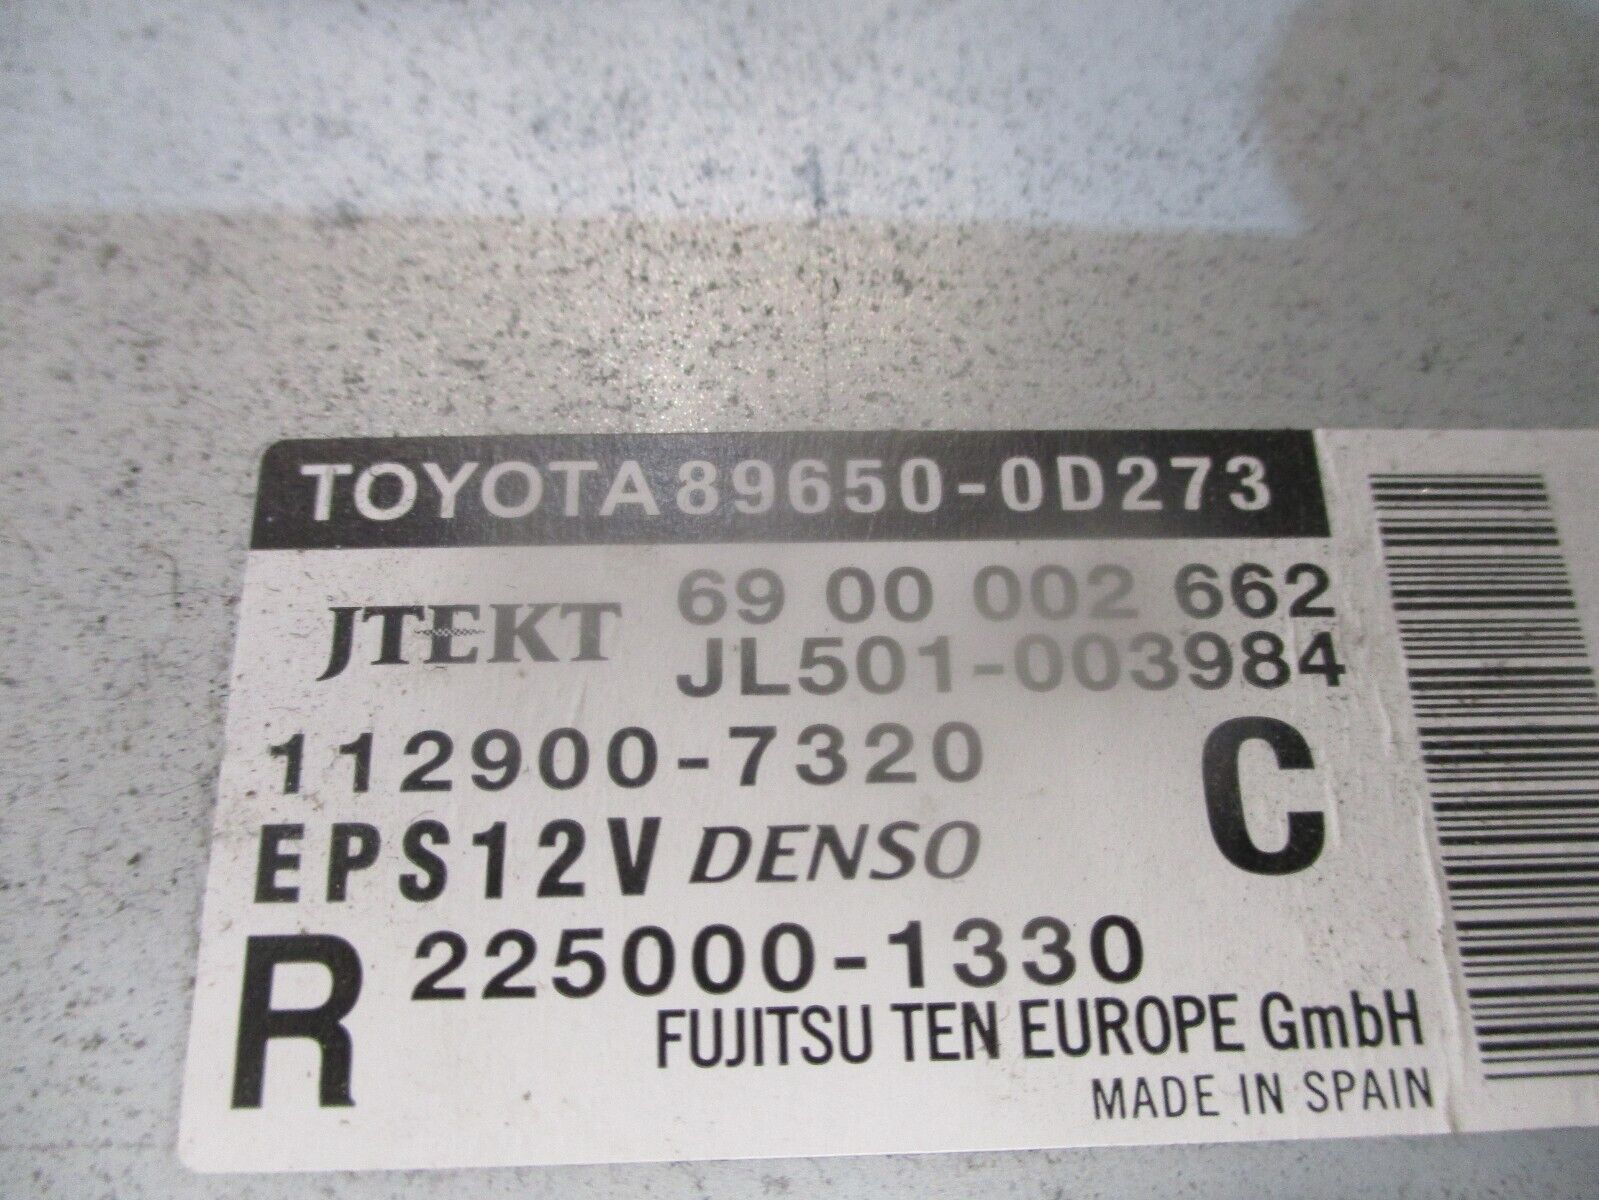 TOYOTA 89650-0D273
JTEKT 69 00 002 662
JL501-003984
112900-7320 C
EPS12V DENSO
R 225000-1330
FUJITSU TEN EUROPE GmbH
MADE IN SPAIN